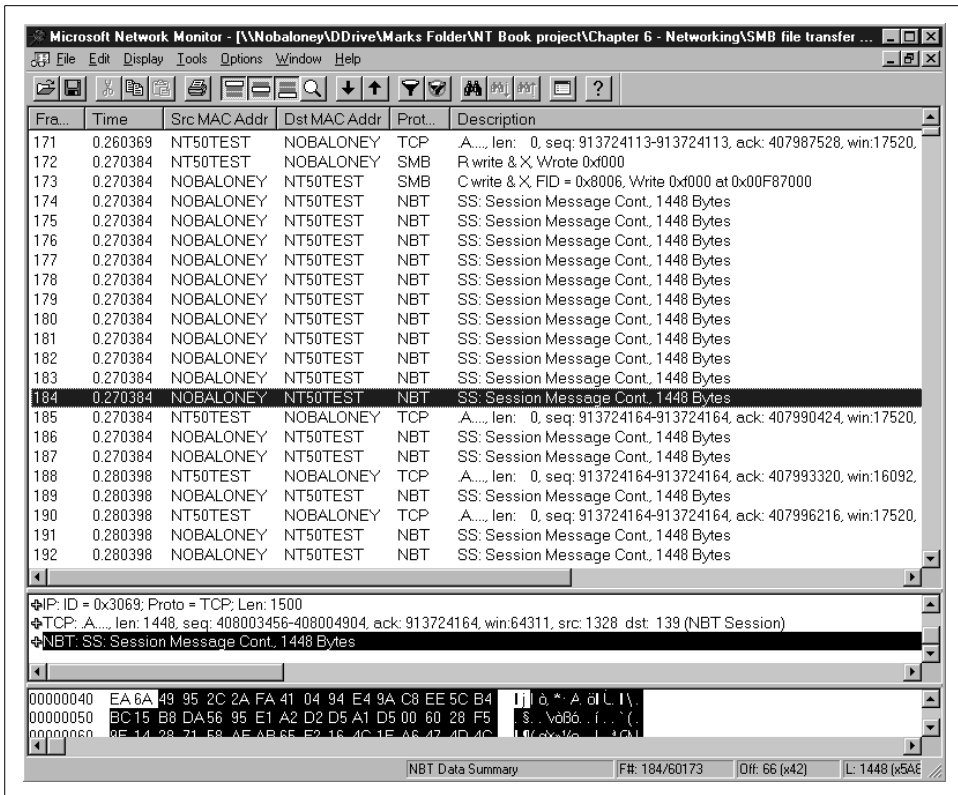 Microsoft Network Monitor - [\\Nobaloney\DDrive\Marks Folder\NT Book project\Chapter 6 - Networking\SMB file transfer ...
File Edit Display Tools Options Window Help
Fra... Time Src MAC Addr Dst MAC Addr Prot... Description
171 0.260369 NT50TEST NOBALONEY TCP .A...., len: 0, seq: 913724113-913724113, ack: 407987528, win:17520,
172 0.270384 NT50TEST NOBALONEY SMB R write & X, Wrote 0xf000
173 0.270384 NOBALONEY NT50TEST SMB C write & X, FID = 0x8006, Write 0xf000 at 0x00F87000
174 0.270384 NOBALONEY NT50TEST NBT SS: Session Message Cont., 1448 Bytes
175 0.270384 NOBALONEY NT50TEST NBT SS: Session Message Cont., 1448 Bytes
176 0.270384 NOBALONEY NT50TEST NBT SS: Session Message Cont., 1448 Bytes
177 0.270384 NOBALONEY NT50TEST NBT SS: Session Message Cont., 1448 Bytes
178 0.270384 NOBALONEY NT50TEST NBT SS: Session Message Cont., 1448 Bytes
179 0.270384 NOBALONEY NT50TEST NBT SS: Session Message Cont., 1448 Bytes
180 0.270384 NOBALONEY NT50TEST NBT SS: Session Message Cont., 1448 Bytes
181 0.270384 NOBALONEY NT50TEST NBT SS: Session Message Cont., 1448 Bytes
182 0.270384 NOBALONEY NT50TEST NBT SS: Session Message Cont., 1448 Bytes
183 0.270384 NOBALONEY NT50TEST NBT SS: Session Message Cont., 1448 Bytes
184 0.270384 NOBALONEY NT50TEST NBT SS: Session Message Cont., 1448 Bytes
185 0.270384 NT50TEST NOBALONEY TCP .A...., len: 0, seq: 913724164-913724164, ack: 407990424, win:17520,
186 0.270384 NOBALONEY NT50TEST NBT SS: Session Message Cont., 1448 Bytes
187 0.270384 NOBALONEY NT50TEST NBT SS: Session Message Cont., 1448 Bytes
188 0.280398 NT50TEST NOBALONEY TCP .A...., len: 0, seq: 913724164-913724164, ack: 407993320, win:16092,
189 0.280398 NOBALONEY NT50TEST NBT SS: Session Message Cont., 1448 Bytes
190 0.280398 NT50TEST NOBALONEY TCP .A...., len: 0, seq: 913724164-913724164, ack: 407996216, win:17520,
191 0.280398 NOBALONEY NT50TEST NBT SS: Session Message Cont., 1448 Bytes
192 0.280398 NOBALONEY NT50TEST NBT SS: Session Message Cont., 1448 Bytes
IP: ID = 0x3069; Proto = TCP; Len: 1500
TCP: .A...., len: 1448, seq: 408003456-408004904, ack: 913724164, win:64311, src: 1328 dst: 139 (NBT Session)
NBT: SS: Session Message Cont., 1448 Bytes
00000040 EA 6A 49 95 2C 2A FA 41 04 94 E4 9A C8 EE 5C B4
00000050 BC 15 B8 DA 56 95 E1 A2 D2 D5 A1 D5 00 60 28 F5
00000060
NBT Data Summary F#: 184/60173 Off: 66 (x42) L: 1448 (x5A8